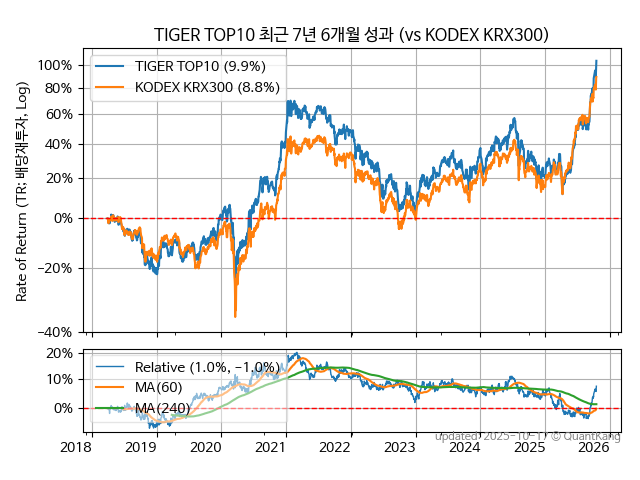 TIGER TOP10 최근 7년 6개월 성과 (vs KODEX KRX300)
Rate of Return (TR: 배당재투자, Log)
TIGER TOP10 (9.9%)
KODEX KRX300 (8.8%)
100%
80%
60%
40%
20%
0%
−20%
−40%
Relative (1.0%, −1.0%)
MA(60)
MA(240)
20%
10%
0%
2018 2019 2020 2021 2022 2023 2024 2025 2026
© QuantKang